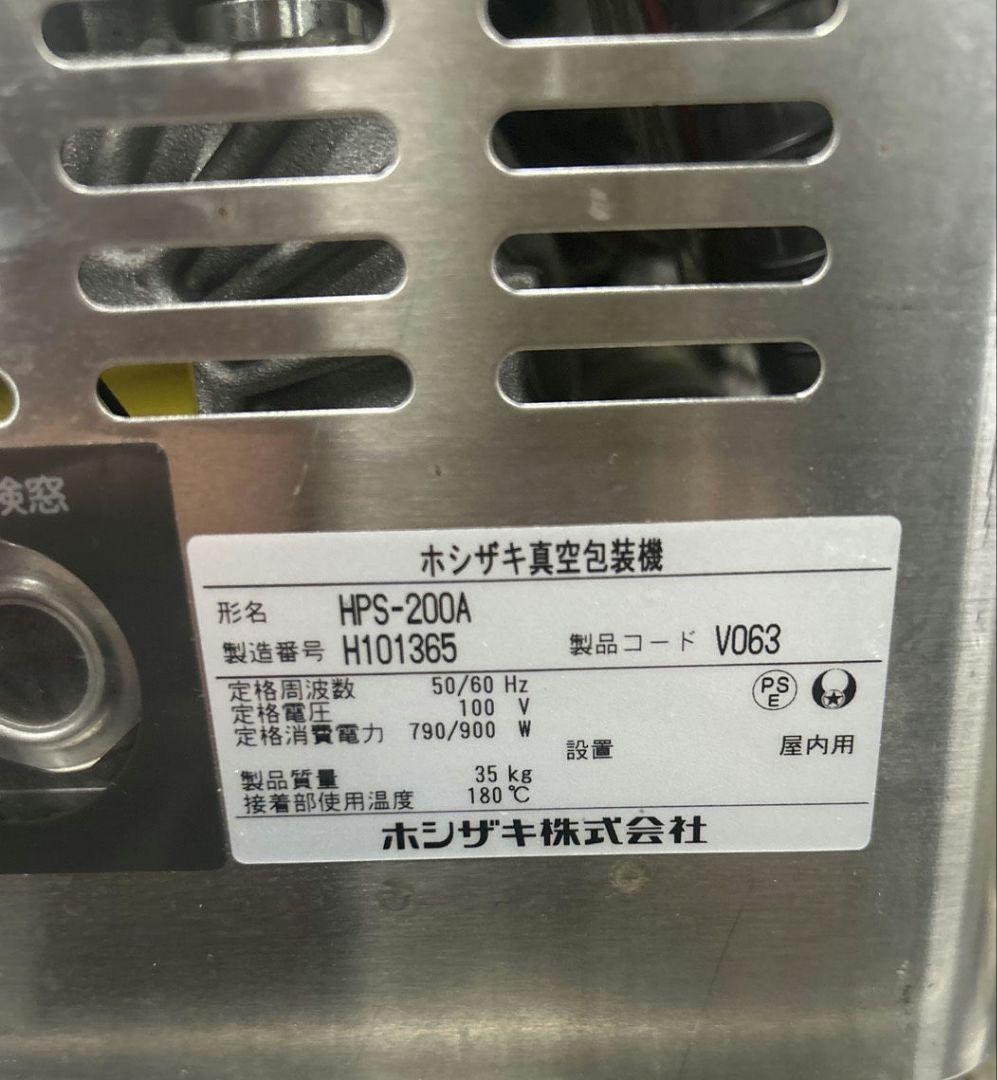 検窓
ホシザキ真空包装機
形名 HPS-200A
製造番号 H101365 製品コード V063
定格周波数 50/60 Hz
定格電圧 100 V
定格消費電力 790/900 W
PS
E
設置 屋内用
製品質量 35 kg
接着部使用温度 180℃
ホシザキ株式会社